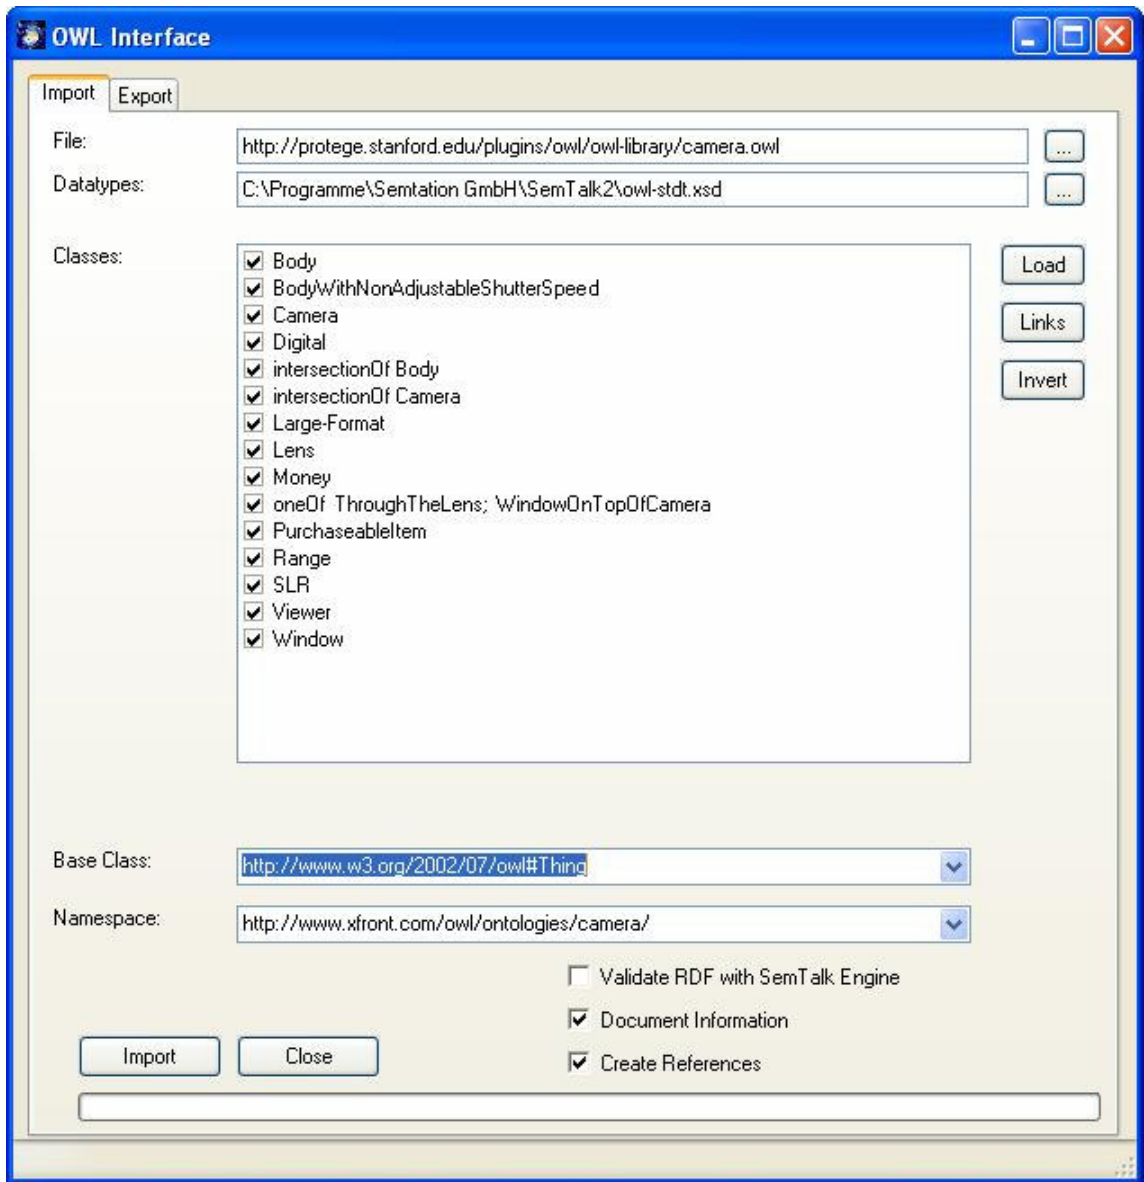 OWL Interface
Import
Export
File:
http://protege.stanford.edu/plugins/owl/owl-library/camera.owl
...
Datatypes:
C:\Programme\Semtation GmbH\SemTalk2\owl-stdt.xsd
...
Classes:
Body
BodyWithNonAdjustableShutterSpeed
Camera
Digital
intersectionOf Body
intersectionOf Camera
Large-Format
Lens
Money
oneOf ThroughTheLens; WindowOnTopOfCamera
PurchaseableItem
Range
SLR
Viewer
Window
Load
Links
Invert
Base Class:
http://www.w3.org/2002/07/owl#Thing
Namespace:
http://www.xfront.com/owl/ontologies/camera/
Validate RDF with SemTalk Engine
Document Information
Create References
Import
Close